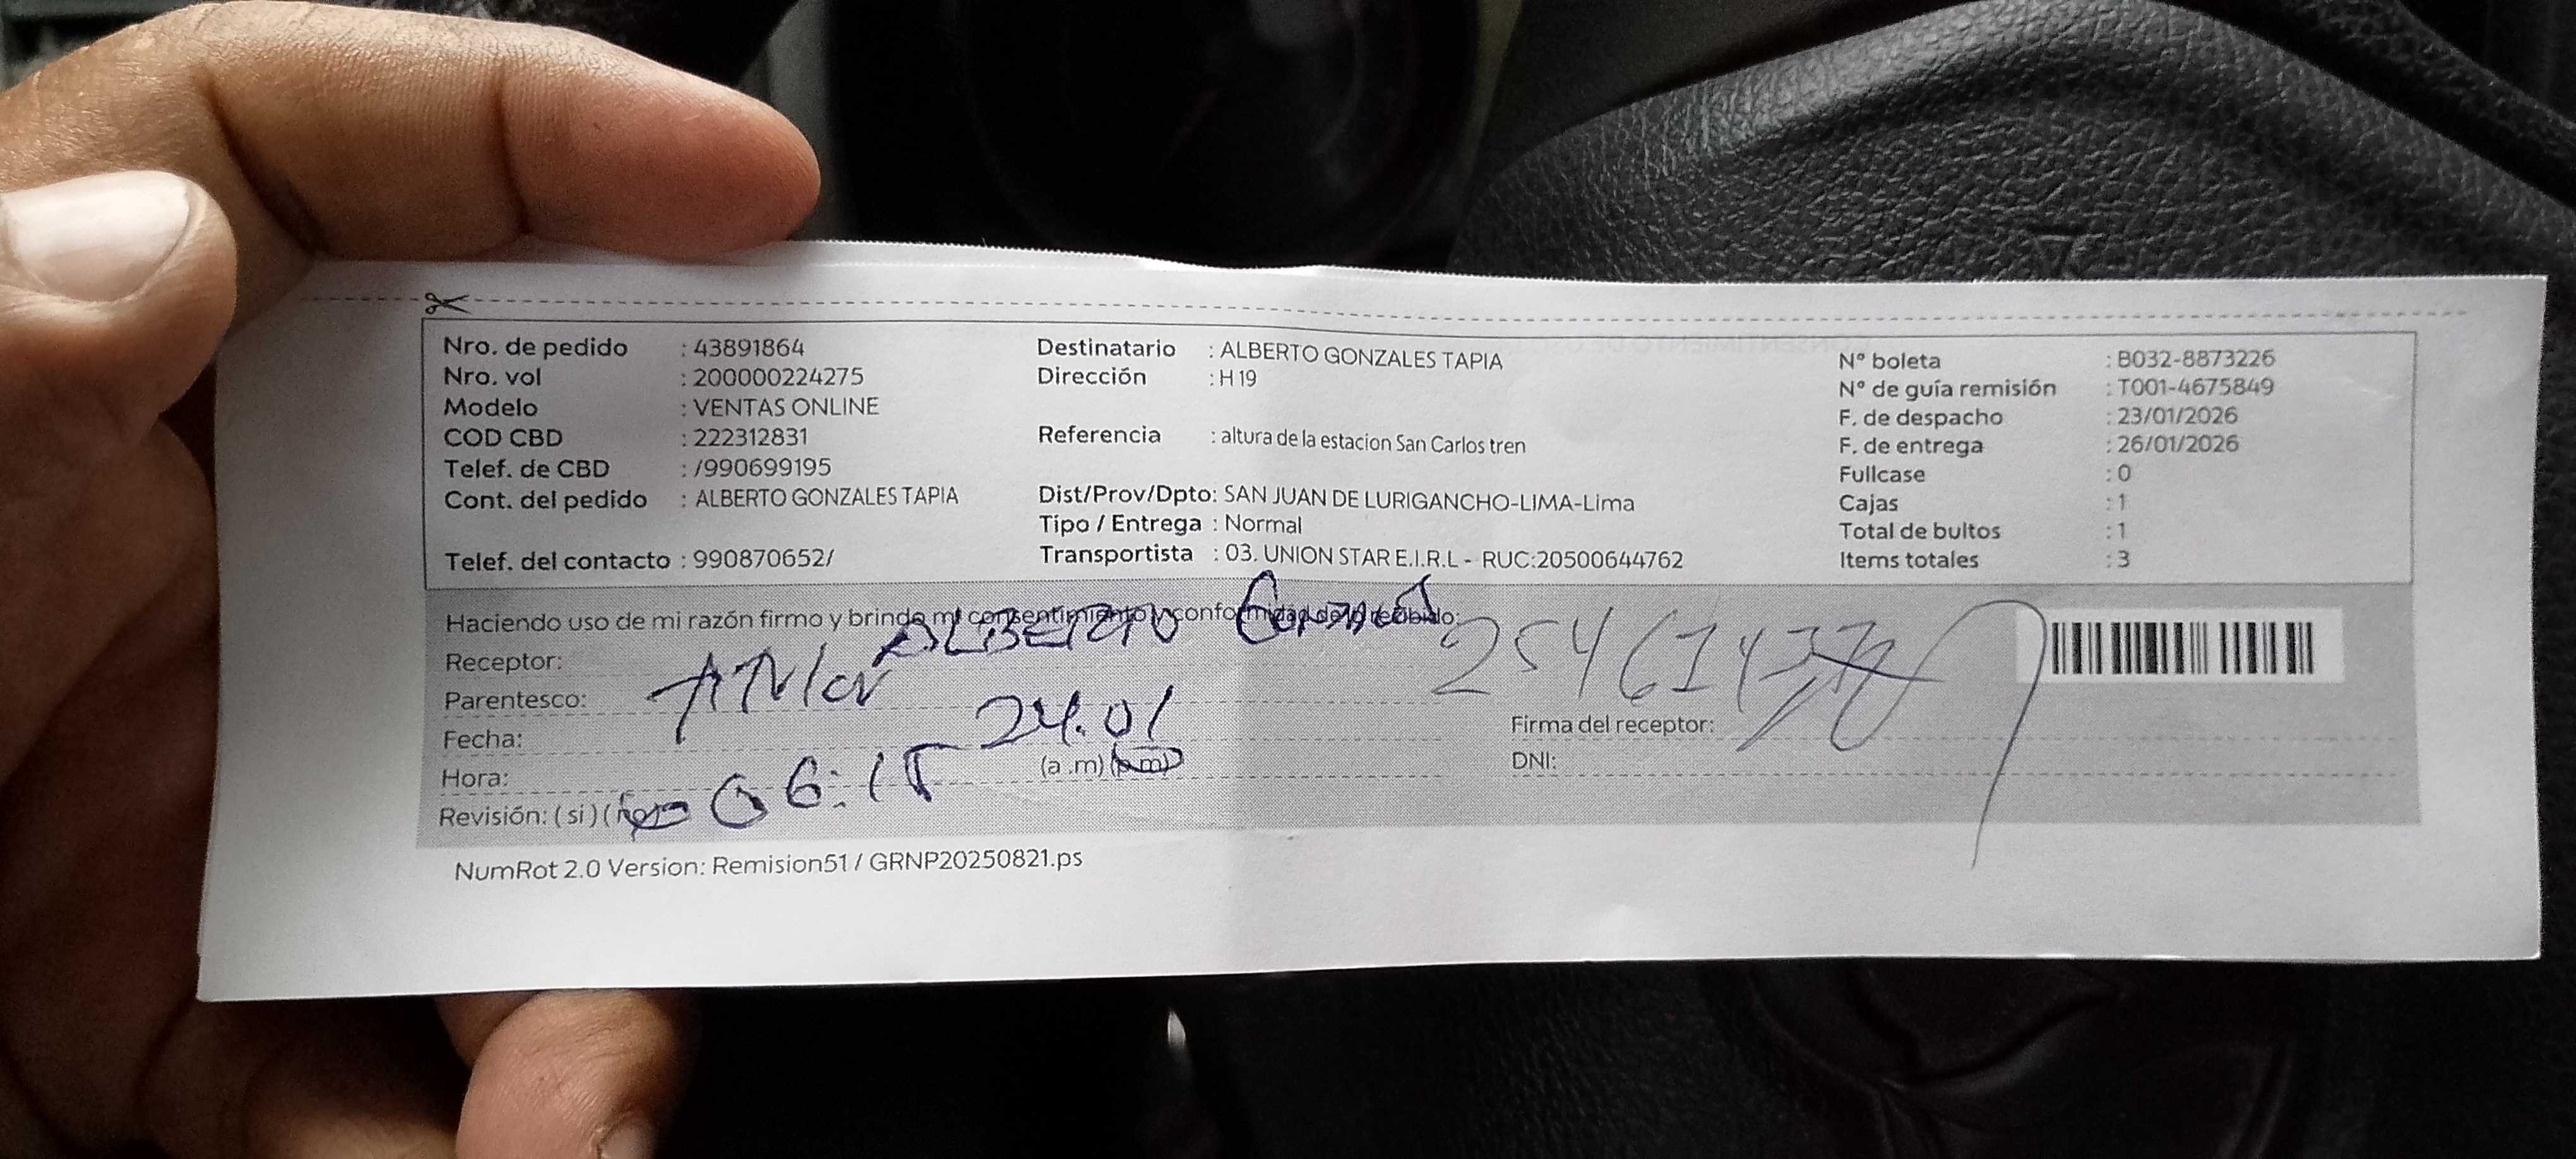 Nro. de pedido : 43891864
Nro. vol : 200000224275
Modelo : VENTAS ONLINE
COD CBD : 222312831
Telef. de CBD : /990699195
Cont. del pedido : ALBERTO GONZALES TAPIA
Telef. del contacto : 990870652/
Destinatario : ALBERTO GONZALES TAPIA
Dirección : H 19
Referencia : altura de la estacion San Carlos tren
Dist/Prov/Dpto: SAN JUAN DE LURIGANCHO-LIMA-Lima
Tipo / Entrega : Normal
Transportista : 03. UNION STAR E.I.R.L - RUC:20500644762
N° boleta : B032-8873226
N° de guía remisión : T001-4675849
F. de despacho : 23/01/2026
F. de entrega : 26/01/2026
Fullcase : 0
Cajas : 1
Total de bultos : 1
Items totales : 3
Haciendo uso de mi razón firmo y brindo mi consentimiento y conformidad de lo recibido:
Receptor: ALBERTO
Parentesco:
Fecha: 24.01
Hora: 06:15 (a .m) (p.m)
Revisión: ( si ) (
Firma del receptor:
DNI:
NumRot 2.0 Version: Remision51 / GRNP20250821.ps